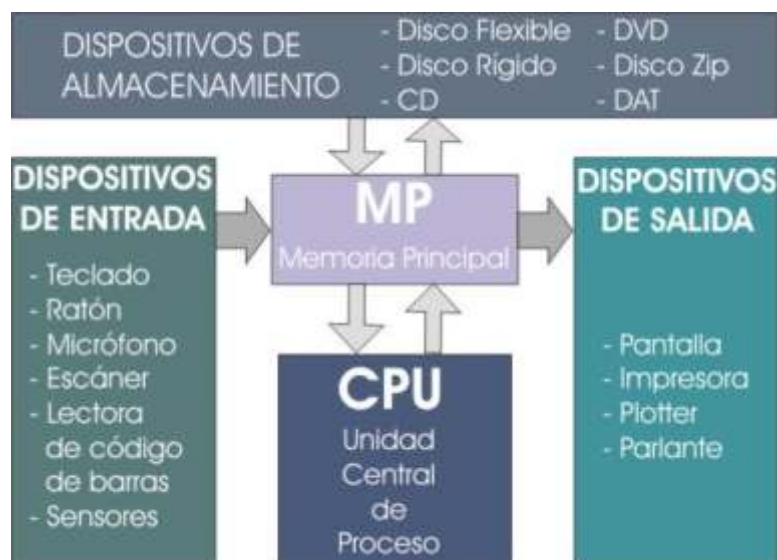 DISPOSITIVOS DE
ALMACENAMIENTO
- Disco Flexible
- Disco Rígido
- CD
- DVD
- Disco Zip
- DAT
DISPOSITIVOS
DE ENTRADA
- Teclado
- Ratón
- Micrófono
- Escáner
- Lectora
de código
de barras
- Sensores
MP
Memoria Principal
CPU
Unidad
Central
de
Proceso
DISPOSITIVOS
DE SALIDA
- Pantalla
- Impresora
- Plotter
- Parlante